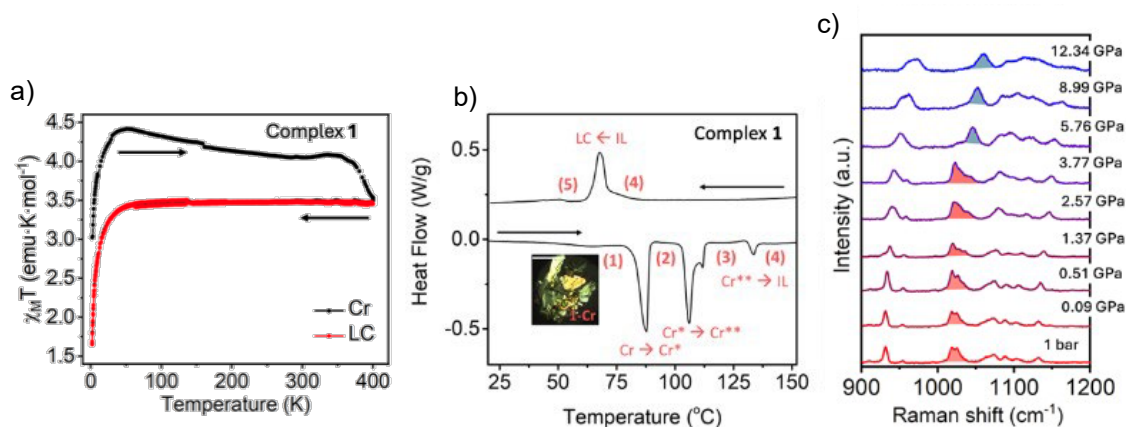 a)
Complex 1
χMT (emu·K·mol⁻¹)
4.5
4.0
3.5
3.0
2.5
2.0
1.5
Cr
LC
0 100 200 300 400
Temperature (K)
b)
Complex 1
Heat Flow (W/g)
0.5
0.0
-0.5
LC ← IL
(5)
(4)
(1)
(2)
(3)
(4)
Cr** → IL
1-Cr
Cr* → Cr**
Cr → Cr*
25 50 75 100 125 150
Temperature (°C)
c)
Intensity (a.u.)
12.34 GPa
8.99 GPa
5.76 GPa
3.77 GPa
2.57 GPa
1.37 GPa
0.51 GPa
0.09 GPa
1 bar
900 1000 1100 1200
Raman shift (cm⁻¹)